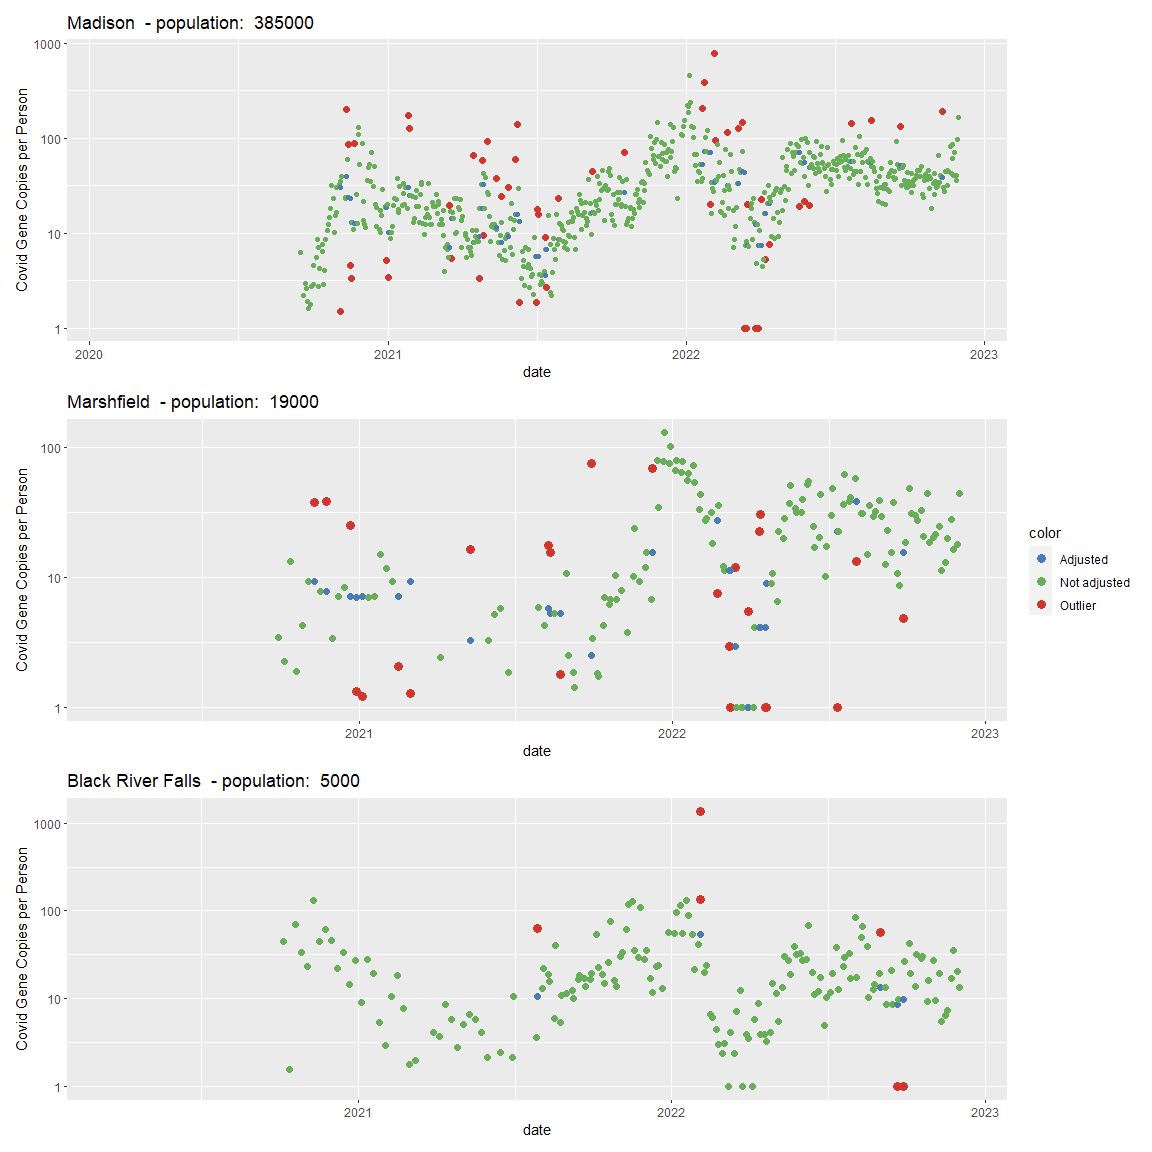 Madison  - population:  385000
Covid Gene Copies per Person
1000
100
10
1
2020
2021
2022
2023
date
Marshfield  - population:  19000
Covid Gene Copies per Person
100
10
1
2021
2022
2023
date
color
Adjusted
Not adjusted
Outlier
Black River Falls  - population:  5000
Covid Gene Copies per Person
1000
100
10
1
2021
2022
2023
date